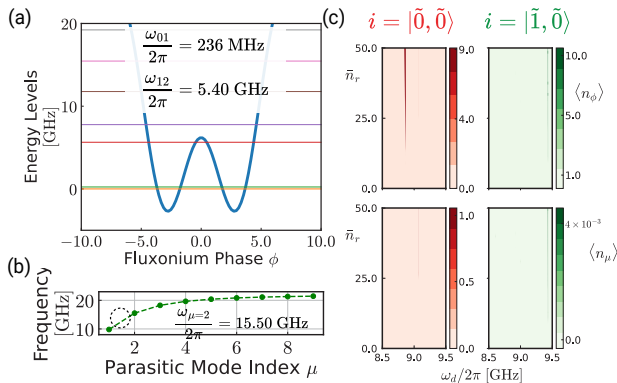 (a)
ω01/2π = 236 MHz
ω12/2π = 5.40 GHz
Energy Levels
[GHz]
20
10
0
−10.0 −5.0 0.0 5.0 10.0
Fluxonium Phase ϕ
(b)
Frequency
[GHz]
20
10
ωμ=2/2π = 15.50 GHz
2 4 6 8
Parasitic Mode Index μ
(c)
i = |0̃, 0̃⟩ i = |1̃, 0̃⟩
50.0 9.0 10.0
n̄r
25.0 4.0 5.0 ⟨nϕ⟩
0.0 0.0 1.0
50.0 1.0 4 × 10⁻³
n̄r
25.0 0.5 ⟨nμ⟩
0.0 0.0 0.0
8.5 9.5 8.5 9.5
ωd/2π [GHz]